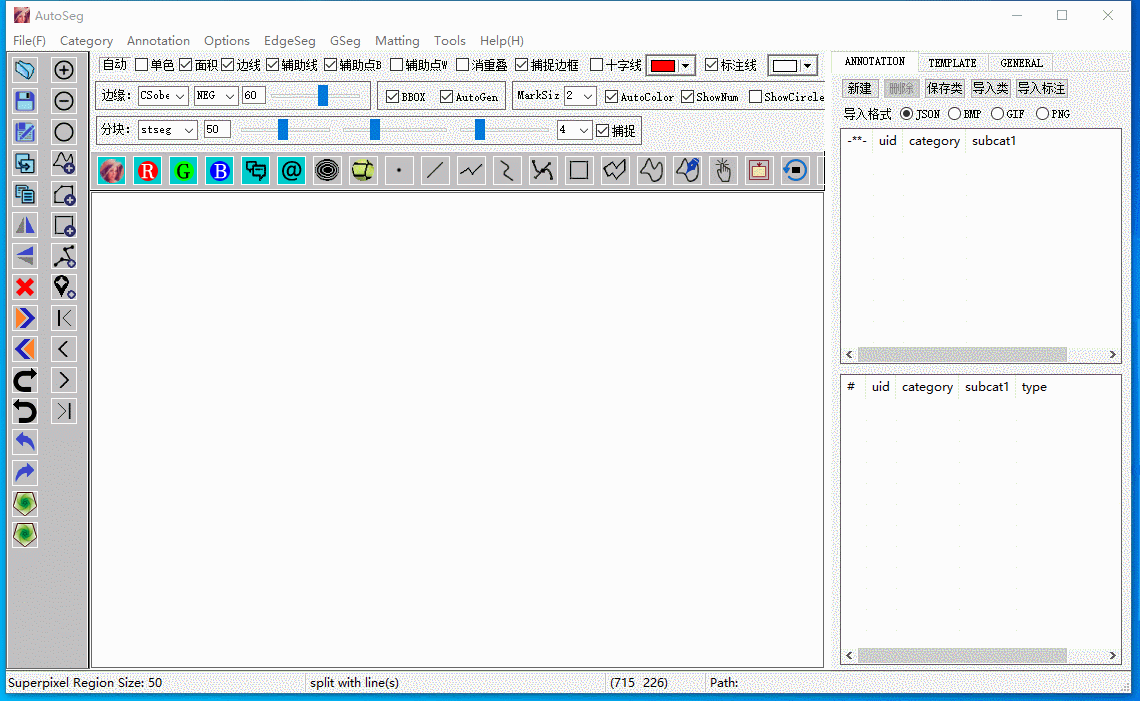 AutoSeg
File(F) Category Annotation Options EdgeSeg GSeg Matting Tools Help(H)
自动 单色 面积 边线 辅助线 辅助点B 辅助点W 消重叠 捕捉边框 十字线 标注线
边缘: CSobe NEG 60 BBOX AutoGen MarkSiz 2 AutoColor ShowNum ShowCircle
分块: stseg 50 4 捕捉
R G B @
ANNOTATION TEMPLATE GENERAL
新建 删除 保存类 导入类 导入标注
导入格式 JSON BMP GIF PNG
-**- uid category subcat1
# uid category subcat1 type
Superpixel Region Size: 50 split with line(s) (715 226) Path: